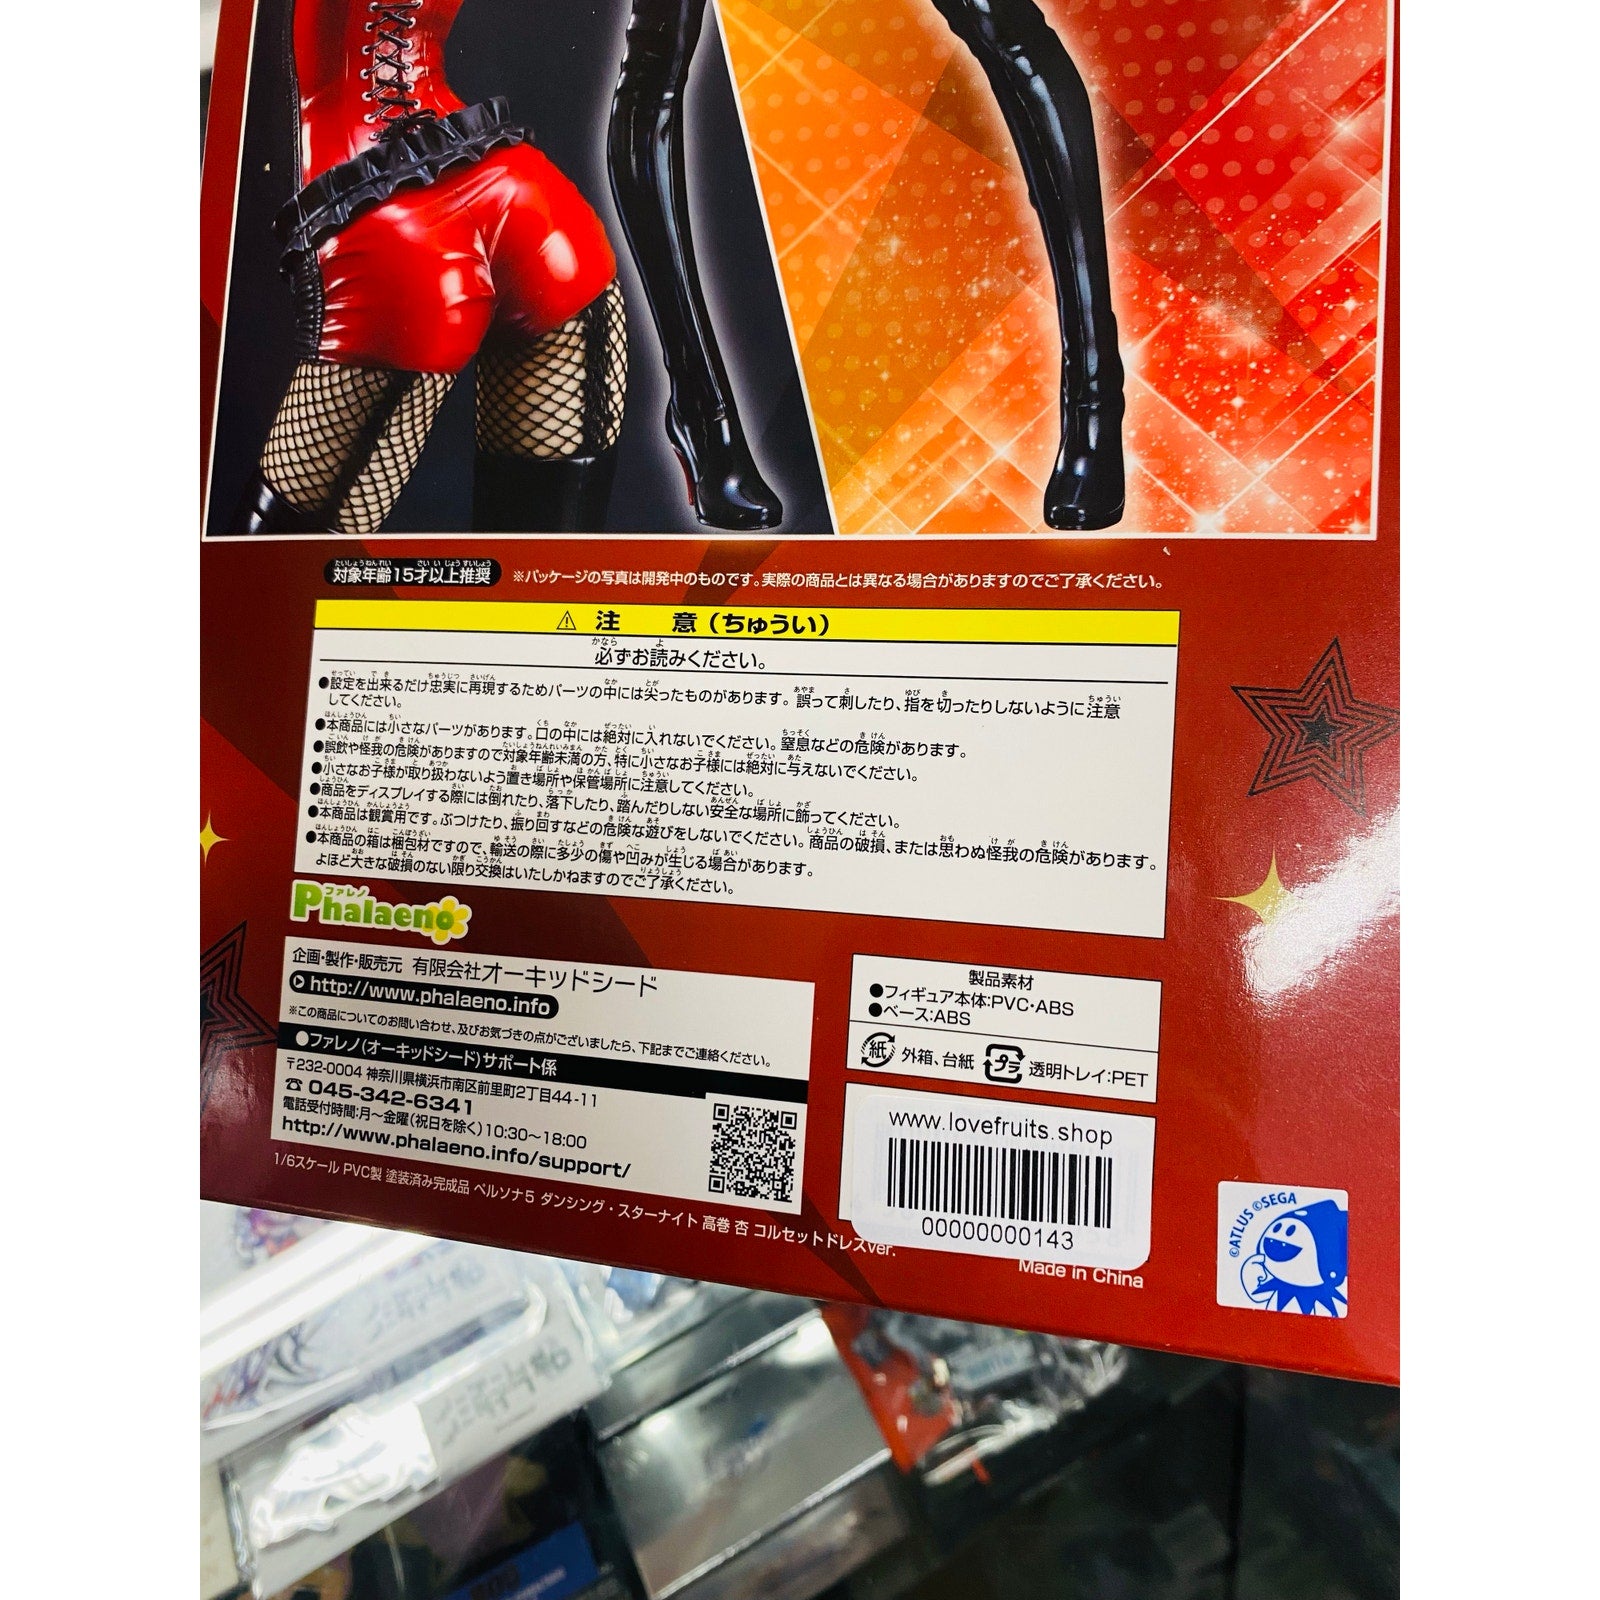 対象年齢15才以上推奨
※パッケージの写真は開発中のものです。実際の商品とは異なる場合がありますのでご了承ください。
⚠ 注 意(ちゅうい)
必ずお読みください。
●設定を出来るだけ忠実に再現するためパーツの中には尖ったものがあります。誤って刺したり、指を切ったりしないように注意
してください。
●本商品には小さなパーツがあります。口の中には絶対に入れないでください。窒息などの危険があります。
●誤飲や怪我の危険がありますので対象年齢未満の方、特に小さなお子様には絶対に与えないでください。
●小さなお子様が取り扱わないよう置き場所や保管場所に注意してください。
●商品をディスプレイする際には倒れたり、落下したり、踏んだりしない安全な場所に飾ってください。
●本商品は観賞用です。ぶつけたり、振り回すなどの危険な遊びをしないでください。商品の破損、または思わぬ怪我の危険があります。
●本商品の箱は梱包材ですので、輸送の際に多少の傷や凹みが生じる場合があります。
よほど大きな破損のない限り交換はいたしかねますのでご了承ください。
ファレノ
Phalaeno
企画・製作・販売元 有限会社オーキッドシード
http://www.phalaeno.info
※この商品についてのお問い合わせ、及びお気づきの点がございましたら、下記までご連絡ください。
●ファレノ(オーキッドシード)サポート係
〒232-0004 神奈川県横浜市南区前里町2丁目44-11
☎ 045-342-6341
電話受付時間:月〜金曜(祝日を除く)10:30〜18:00
http://www.phalaeno.info/support/
製品素材
●フィギュア本体:PVC・ABS
●ベース:ABS
紙 外箱、台紙 プラ 透明トレイ:PET
www.lovefruits.shop
00000000143
1/6スケール PVC製 塗装済み完成品 ペルソナ5 ダンシング・スターナイト 高巻 杏 コルセットドレスver.
Made in China
©ATLUS ©SEGA